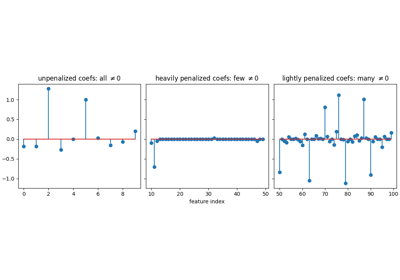 unpenalized coefs: all ≠0
heavily penalized coefs: few ≠0
lightly penalized coefs: many ≠0
1.0
0.5
0.0
−0.5
−1.0
0 2 4 6 8
10 20 30 40 50
50 60 70 80 90 100
feature index